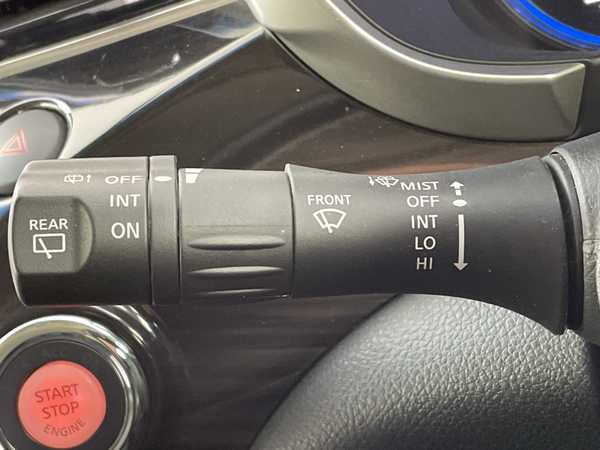 OFF
INT
ON
REAR
FRONT
MIST
OFF
INT
LO
HI
START
STOP
ENGINE